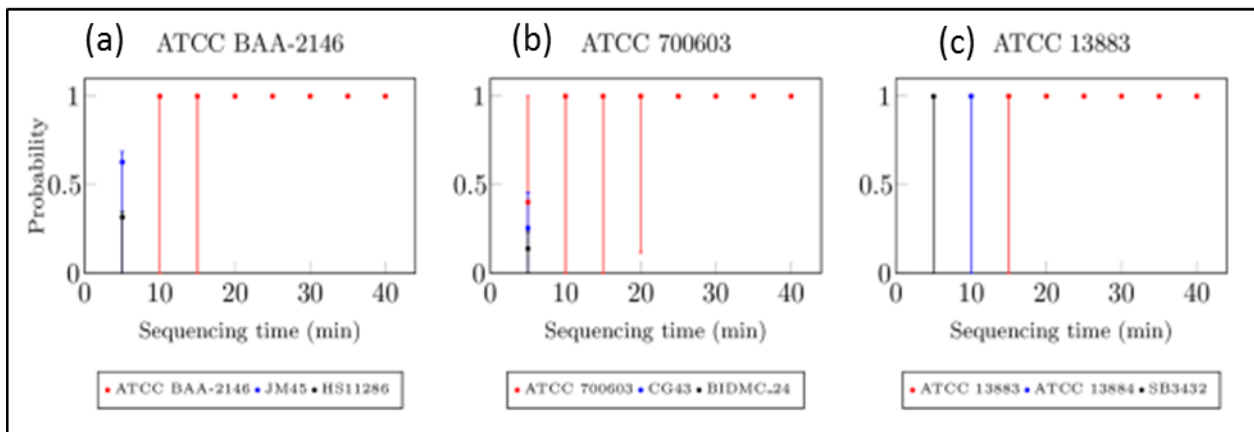 (a) ATCC BAA-2146
1
0.5
0
Probability
0 10 20 30 40
Sequencing time (min)
ATCC BAA-2146 JM45 HS11286
(b) ATCC 700603
1
0.5
0
0 10 20 30 40
Sequencing time (min)
ATCC 700603 CG43 BIDMC_24
(c) ATCC 13883
1
0.5
0
0 10 20 30 40
Sequencing time (min)
ATCC 13883 ATCC 13884 SB3432